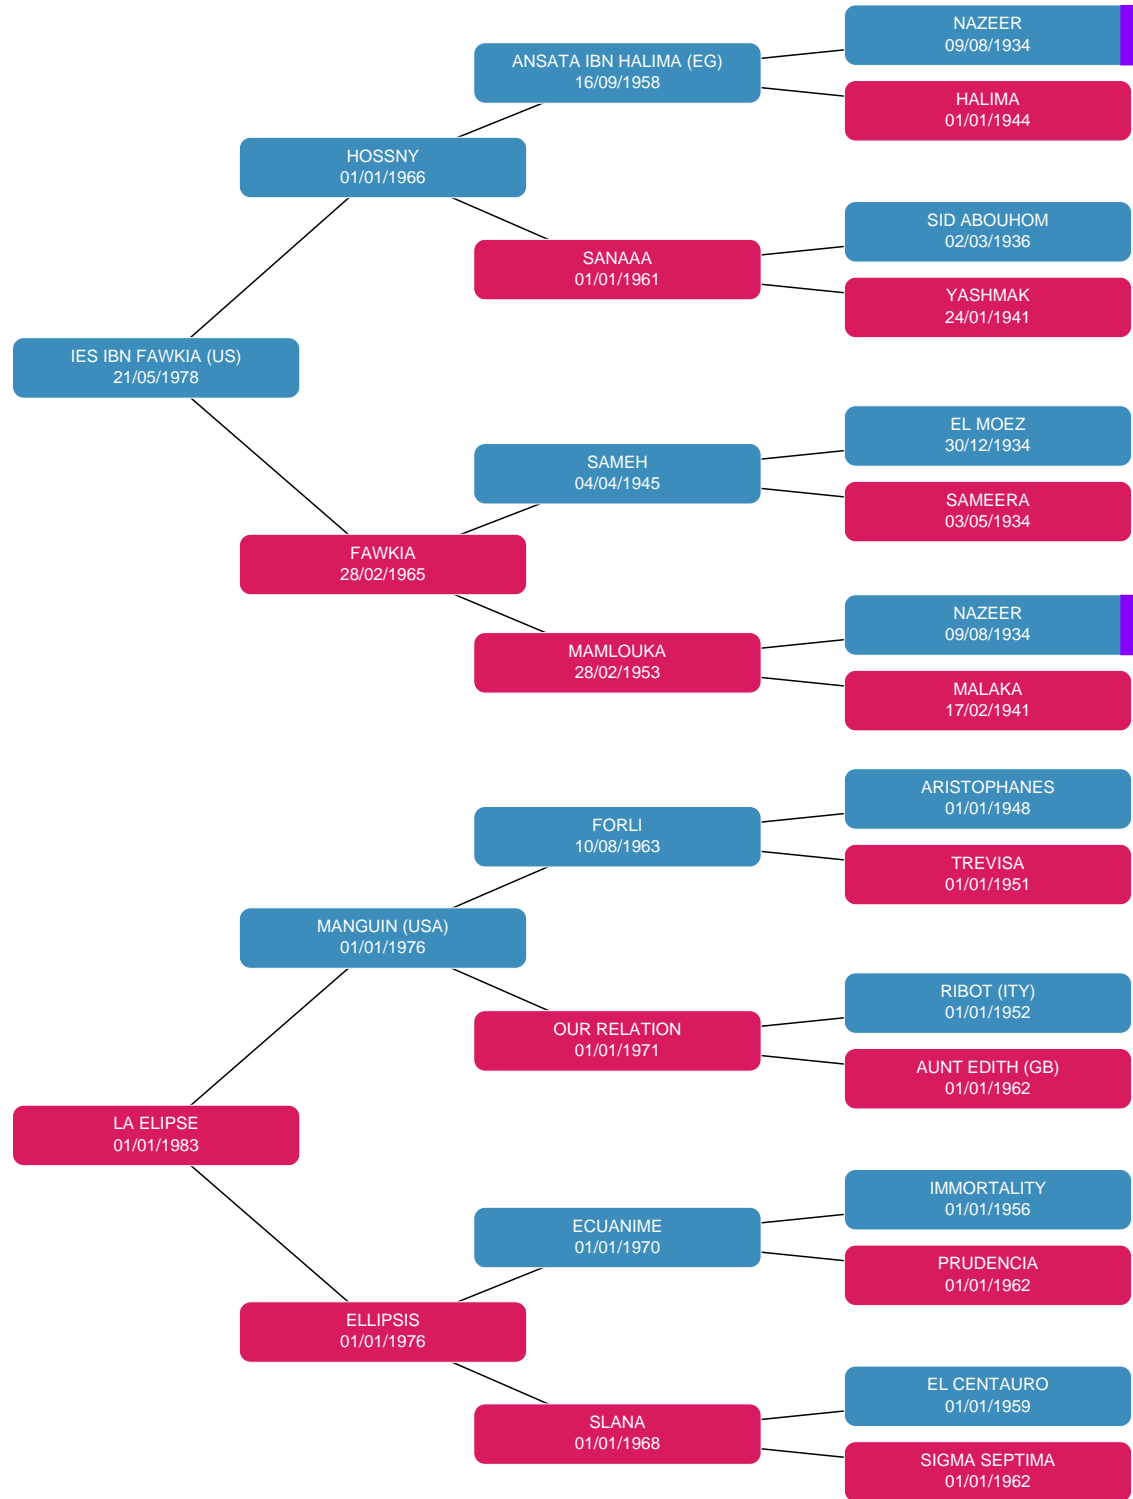 NAZEER
09/08/1934
ANSATA IBN HALIMA (EG)
16/09/1958
HALIMA
01/01/1944
HOSSNY
01/01/1966
SID ABOUHOM
02/03/1936
SANAAA
01/01/1961
YASHMAK
24/01/1941
IES IBN FAWKIA (US)
21/05/1978
EL MOEZ
30/12/1934
SAMEH
04/04/1945
SAMEERA
03/05/1934
FAWKIA
28/02/1965
NAZEER
09/08/1934
MAMLOUKA
28/02/1953
MALAKA
17/02/1941
ARISTOPHANES
01/01/1948
FORLI
10/08/1963
TREVISA
01/01/1951
MANGUIN (USA)
01/01/1976
RIBOT (ITY)
01/01/1952
OUR RELATION
01/01/1971
AUNT EDITH (GB)
01/01/1962
LA ELIPSE
01/01/1983
IMMORTALITY
01/01/1956
ECUANIME
01/01/1970
PRUDENCIA
01/01/1962
ELLIPSIS
01/01/1976
EL CENTAURO
01/01/1959
SLANA
01/01/1968
SIGMA SEPTIMA
01/01/1962